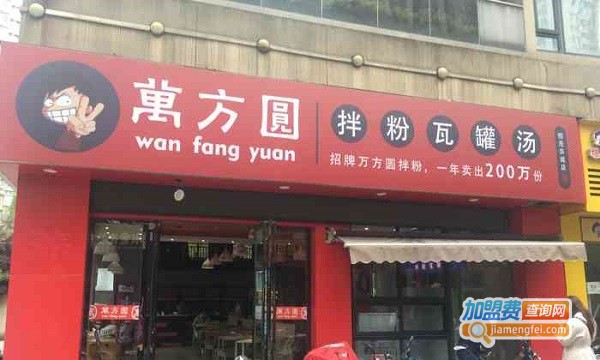 萬方圓
wan fang yuan
拌粉瓦罐汤
招牌万方圆拌粉，一年卖出200万份
萬方圓
萬方圓
加盟费查询网
jiamengfei.com